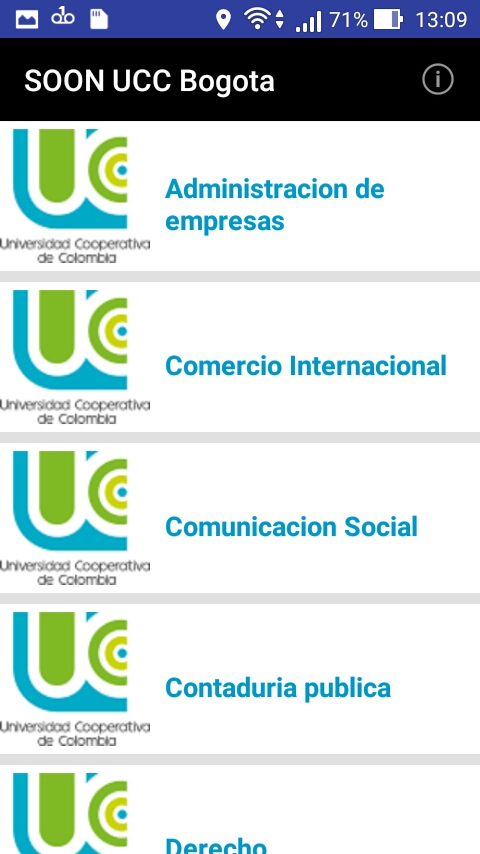 71% 13:09
SOON UCC Bogota
Administracion de
empresas
Universidad Cooperativa
de Colombia
Comercio Internacional
Universidad Cooperativa
de Colombia
Comunicacion Social
Universidad Cooperativa
de Colombia
Contaduria publica
Universidad Cooperativa
de Colombia
Derecho